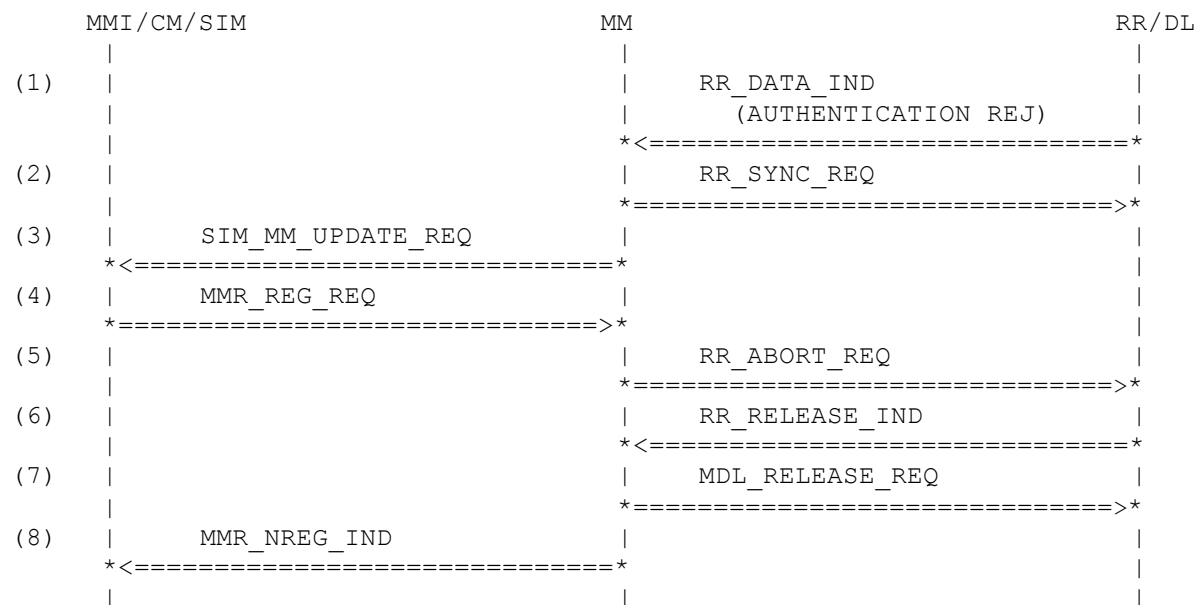 MMI/CM/SIM MM RR/DL
| | |
(1) | | RR_DATA_IND |
| | (AUTHENTICATION REJ) |
| *<==============================*
(2) | | RR_SYNC_REQ |
| *==============================>*
(3) | SIM_MM_UPDATE_REQ | |
*<==============================* |
(4) | MMR_REG_REQ | |
*==============================>* |
(5) | | RR_ABORT_REQ |
| *==============================>*
(6) | | RR_RELEASE_IND |
| *<==============================*
(7) | | MDL_RELEASE_REQ |
| *==============================>*
(8) | MMR_NREG_IND | |
*<==============================* |
| | |